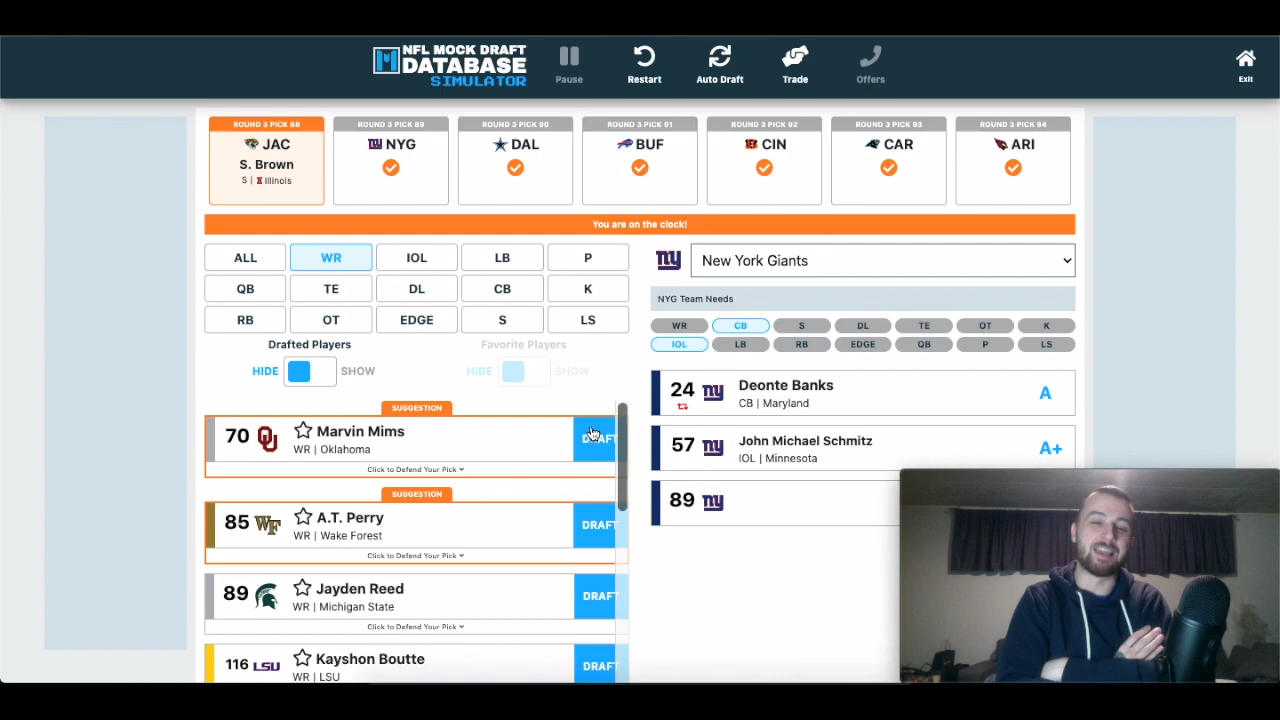 NFL MOCK DRAFT
DATABASE
SIMULATOR
Pause
Restart
Auto Draft
Trade
Offers
Exit
ROUND 3 PICK 88
JAC
S. Brown
S | I Illinois
ROUND 3 PICK 89
NYG
ROUND 3 PICK 90
DAL
ROUND 3 PICK 91
BUF
ROUND 3 PICK 92
CIN
ROUND 3 PICK 93
CAR
ROUND 3 PICK 94
ARI
You are on the clock!
ALL WR IOL LB P
QB TE DL CB K
RB OT EDGE S LS
Drafted Players
HIDE SHOW
Favorite Players
HIDE SHOW
SUGGESTION
70 OU Marvin Mims
WR | Oklahoma
DRAFT
Click to Defend Your Pick
SUGGESTION
85 WF A.T. Perry
WR | Wake Forest
DRAFT
Click to Defend Your Pick
89 Jayden Reed
WR | Michigan State
DRAFT
Click to Defend Your Pick
116 LSU Kayshon Boutte
WR | LSU
DRAFT
ny New York Giants
NYG Team Needs
WR CB S DL TE OT K
IOL LB RB EDGE QB P LS
24 ny Deonte Banks
CB | Maryland
A
57 ny John Michael Schmitz
IOL | Minnesota
A+
89 ny